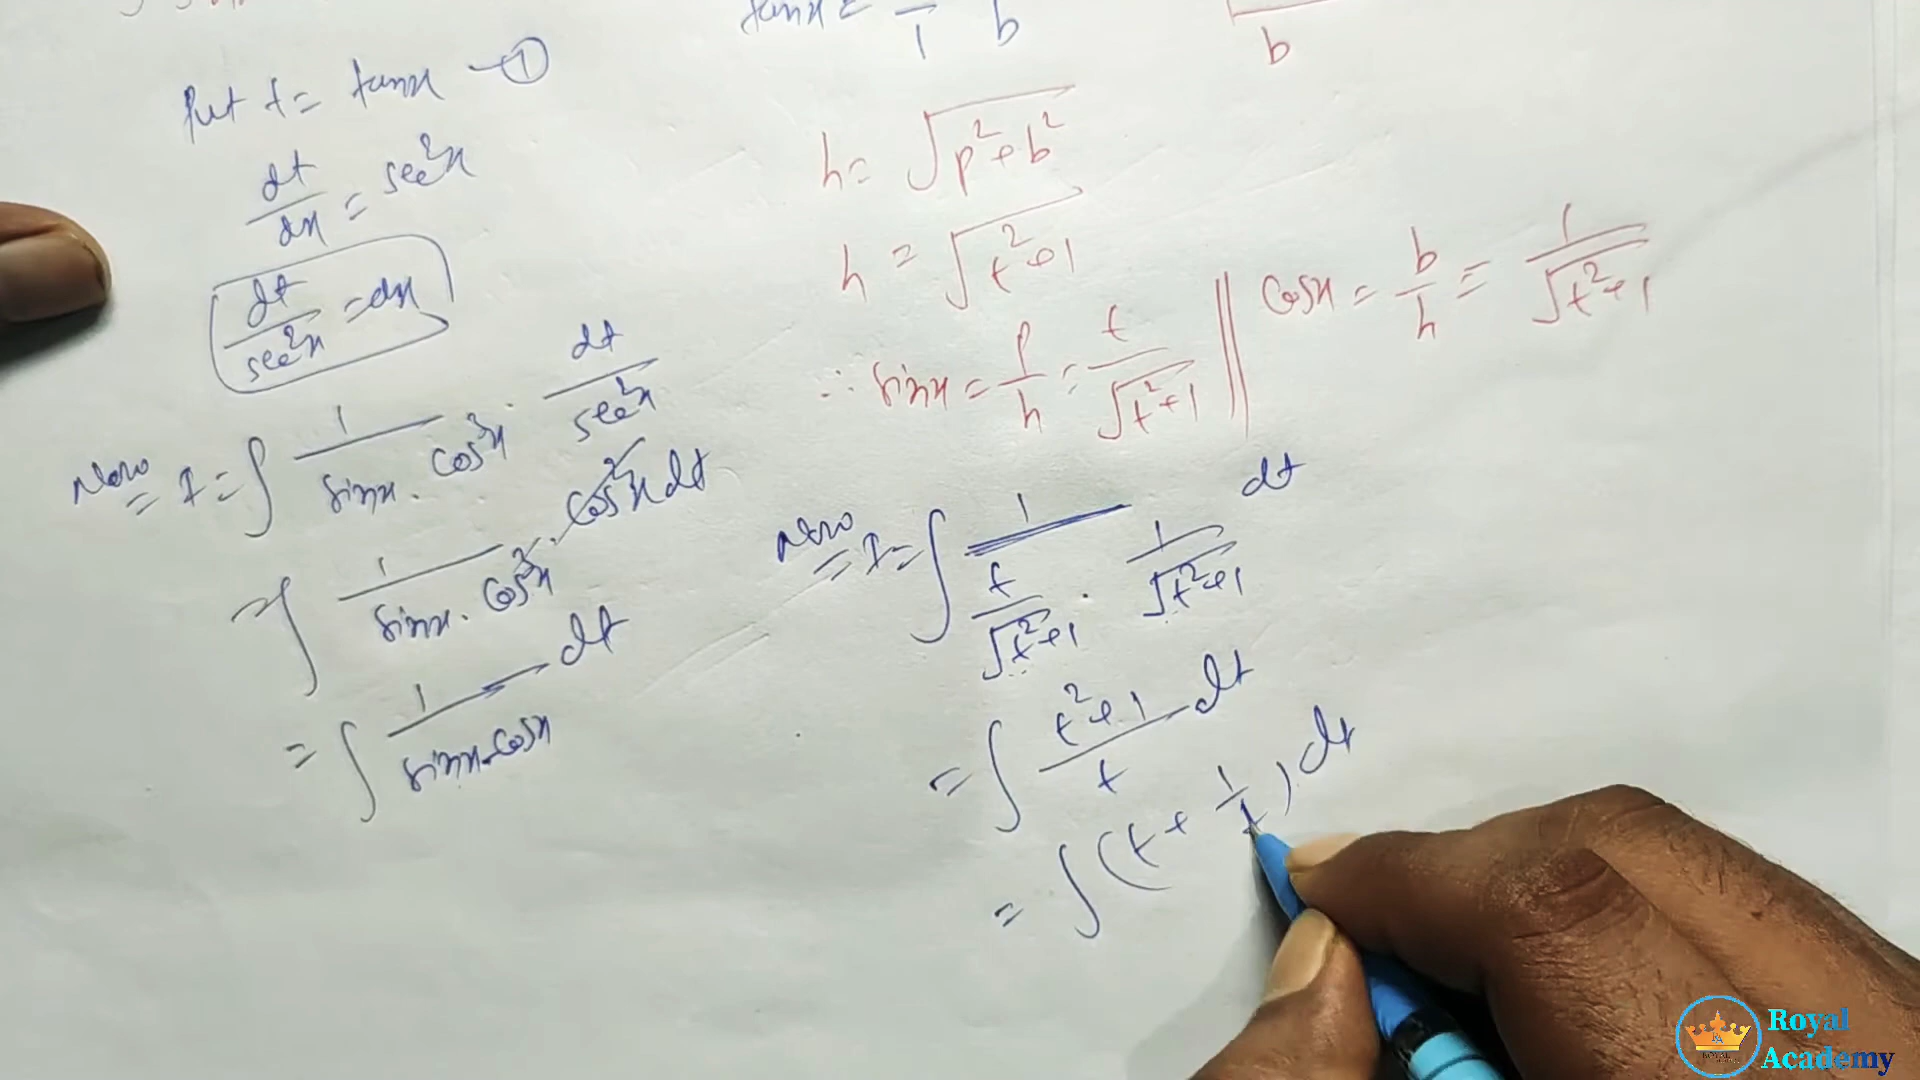 Put t = tanx —①
dt/dx = sec²x
dt/sec²x = dx
Now I = ∫ 1/(sinx . cos³x) . dt/sec²x
= ∫ 1/(sinx . cos³x) . cos²x dt
= ∫ 1/(sinx.cosx) dt
tanx = 1 b
b
h = √(p²+b²)
h = √(t²+1)
∴ sinx = p/h = t/√(t²+1) || cosx = b/h = 1/√(t²+1)
Now I = ∫ 1/(t/√(t²+1) . 1/√(t²+1)) dt
= ∫ (t²+1)/t dt
= ∫ (t + 1/t) dt
Royal
Academy